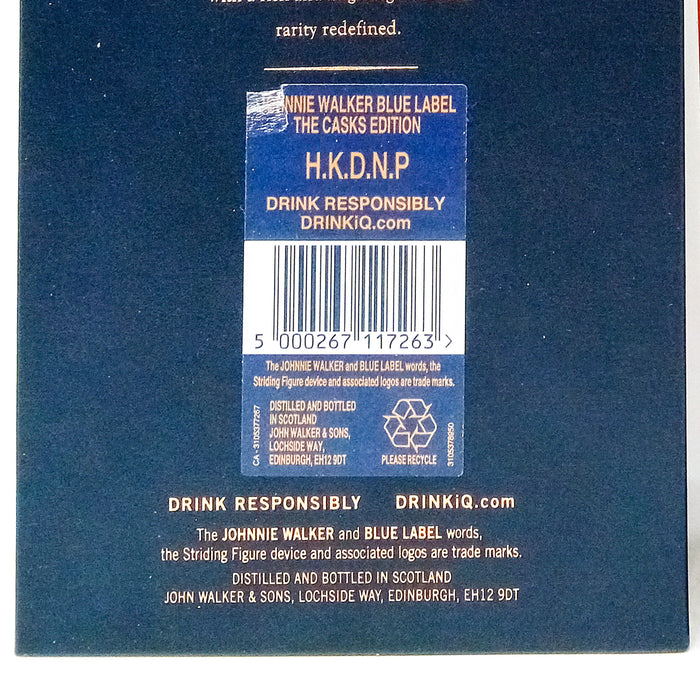 rarity redefined.
NNIE WALKER BLUE LABEL
THE CASKS EDITION
H.K.D.N.P
DRINK RESPONSIBLY
DRINKiQ.com
5 000267 117263 >
The JOHNNIE WALKER and BLUE LABEL words, the
Striding Figure device and associated logos are trade marks.
CA - 3105377267
DISTILLED AND BOTTLED
IN SCOTLAND
JOHN WALKER & SONS,
LOCHSIDE WAY,
EDINBURGH, EH12 9DT
PLEASE RECYCLE
3105378950
DRINK RESPONSIBLY DRINKiQ.com
The JOHNNIE WALKER and BLUE LABEL words,
the Striding Figure device and associated logos are trade marks.
DISTILLED AND BOTTLED IN SCOTLAND
JOHN WALKER & SONS, LOCHSIDE WAY, EDINBURGH, EH12 9DT